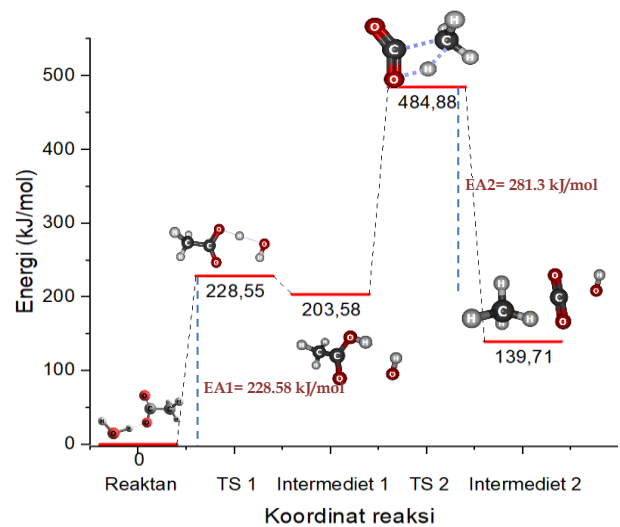 Energi (kJ/mol)
500
400
300
200
100
0
484,88
EA2= 281.3 kJ/mol
228,55
203,58
139,71
EA1= 228.58 kJ/mol
0
Reaktan TS 1 Intermediet 1 TS 2 Intermediet 2
Koordinat reaksi